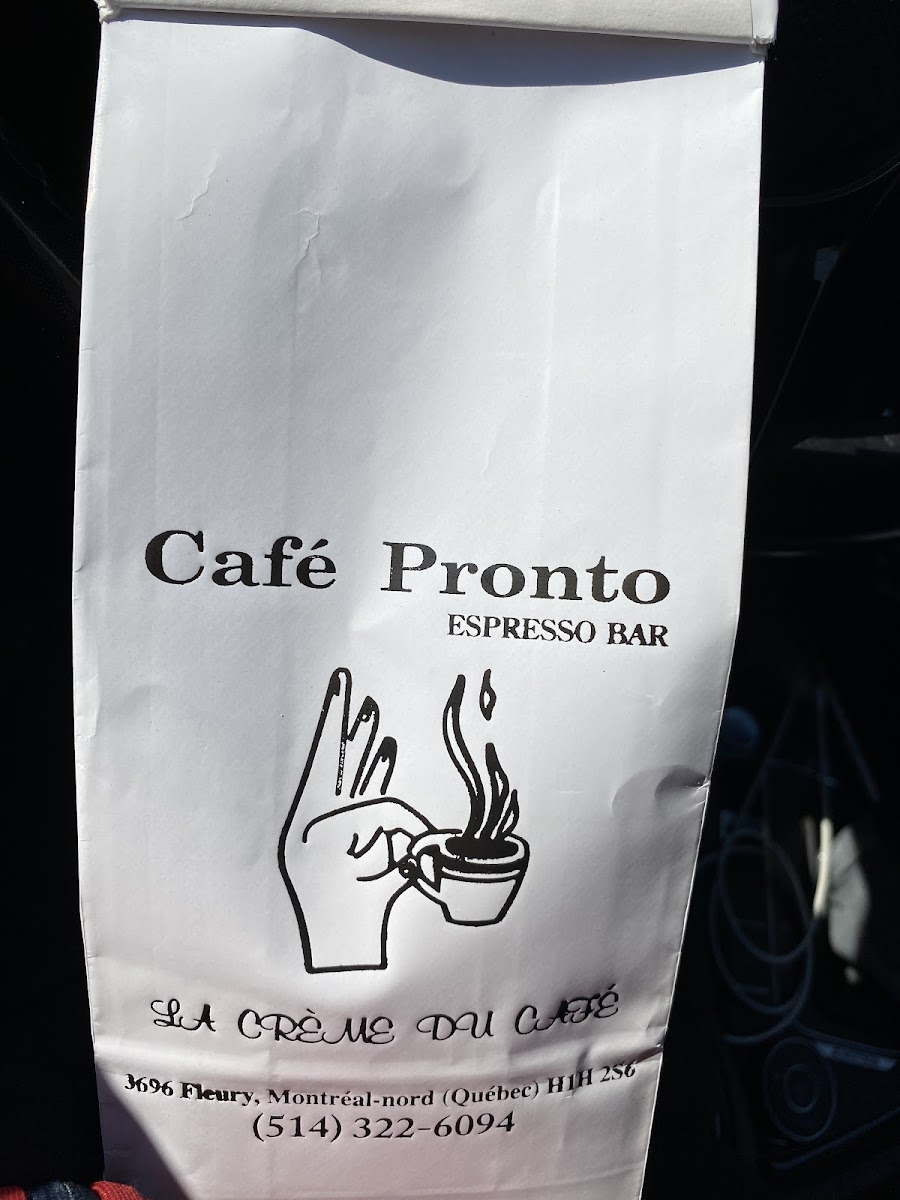 Café Pronto
ESPRESSO BAR
LA CRÈME DU CAFÉ
3696 Fleury, Montréal-nord (Québec) H1H 2S6
(514) 322-6094